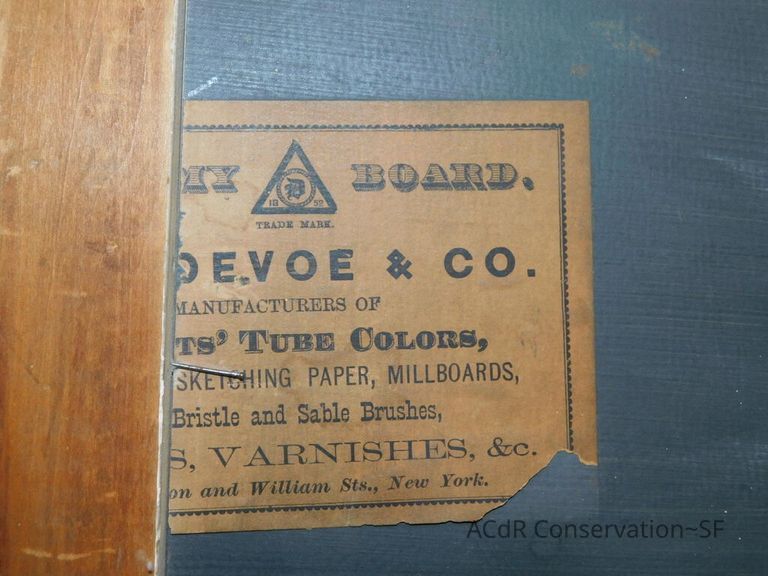 MY BOARD.
D
18 52
TRADE MARK.
DEVOE & CO.
MANUFACTURERS OF
TS' TUBE COLORS,
SKETCHING PAPER, MILLBOARDS,
Bristle and Sable Brushes,
S, VARNISHES, &c.
on and William Sts., New York.
ACdR Conservation~SF